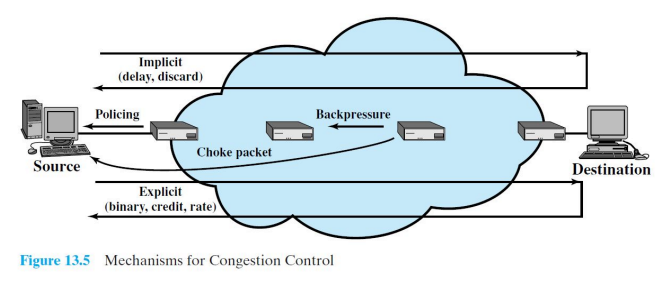 Implicit
(delay, discard)
Policing
Backpressure
Choke packet
Source
Destination
Explicit
(binary, credit, rate)
Figure 13.5 Mechanisms for Congestion Control